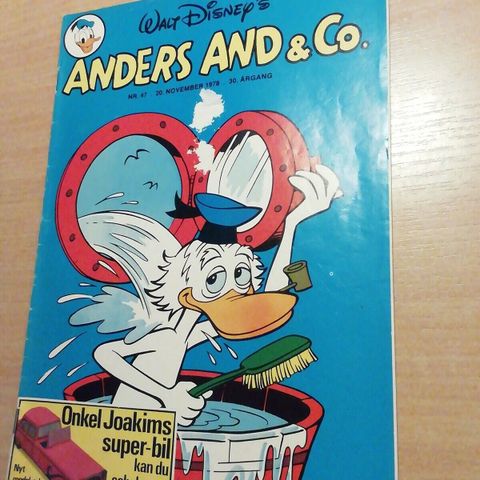 WALT DISNEY'S
ANDERS AND & CO.
NR. 47 20. NOVEMBER 1978 30. ÅRGANG
Onkel Joakims
super-bil
kan du
Nyt